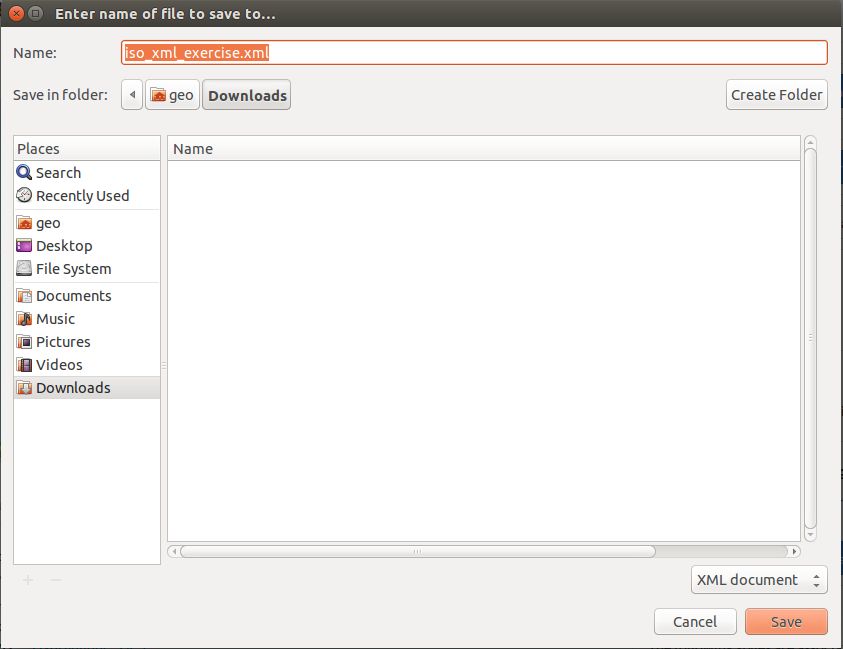 Enter name of file to save to...
Name: iso_xml_exercise.xml
Save in folder: geo Downloads Create Folder
Places Name
Search
Recently Used
geo
Desktop
File System
Documents
Music
Pictures
Videos
Downloads
XML document
Cancel Save